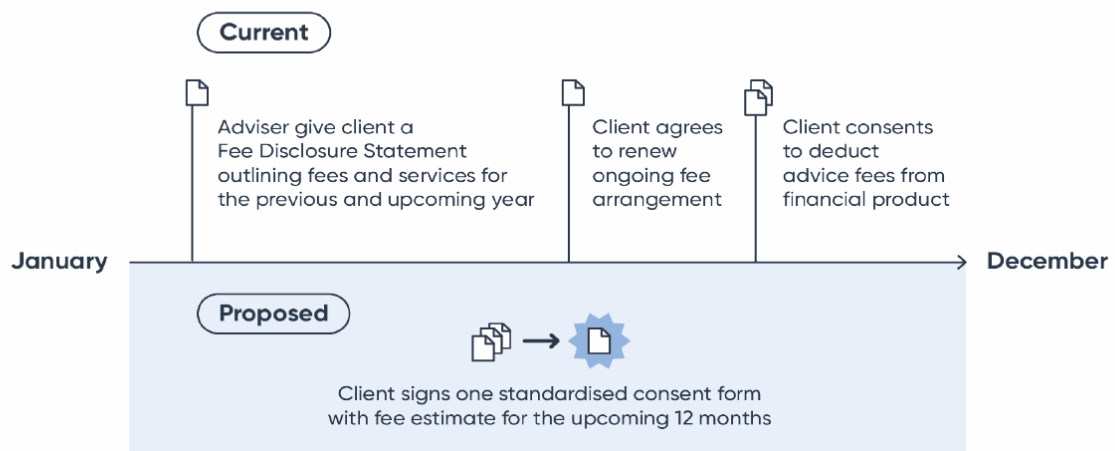 Current
Adviser give client a
Fee Disclosure Statement
outlining fees and services for
the previous and upcoming year
Client agrees
to renew
ongoing fee
arrangement
Client consents
to deduct
advice fees from
financial product
January
December
Proposed
Client signs one standardised consent form
with fee estimate for the upcoming 12 months